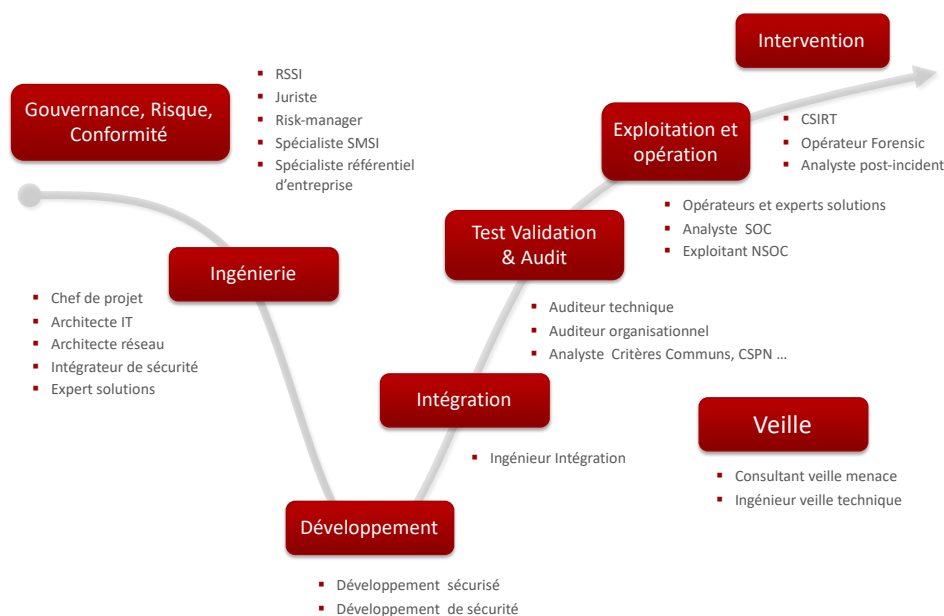 Gouvernance, Risque,
Conformité
RSSI
Juriste
Risk-manager
Spécialiste SMSI
Spécialiste référentiel
d'entreprise
Ingénierie
Chef de projet
Architecte IT
Architecte réseau
Intégrateur de sécurité
Expert solutions
Développement
Développement sécurisé
Développement de sécurité
Intégration
Ingénieur Intégration
Test Validation
& Audit
Auditeur technique
Auditeur organisationnel
Analyste Critères Communs, CSPN ...
Exploitation et
opération
Opérateurs et experts solutions
Analyste SOC
Exploitant NSOC
Intervention
CSIRT
Opérateur Forensic
Analyste post-incident
Veille
Consultant veille menace
Ingénieur veille technique